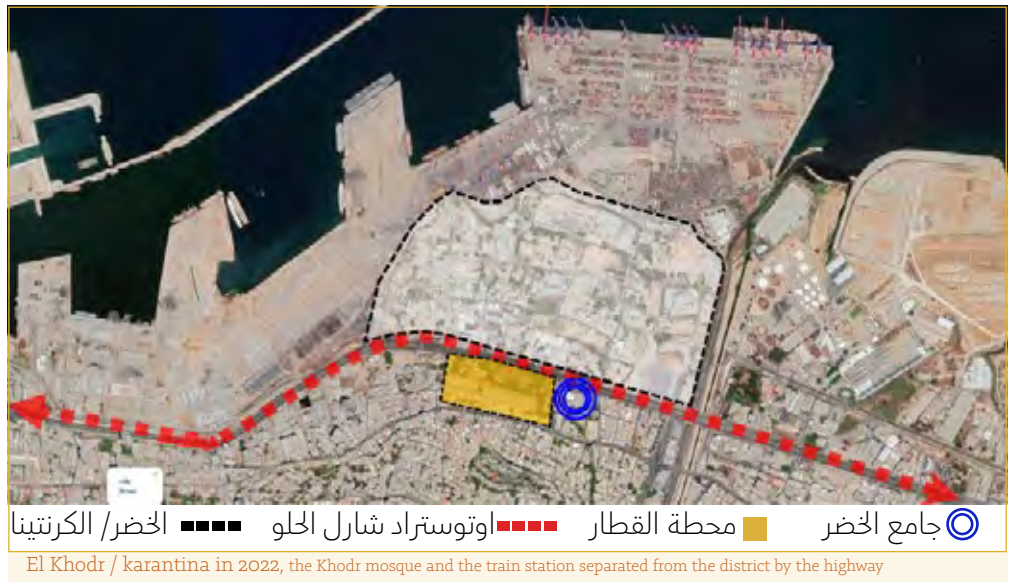 جامع الخضر محطة القطار اوتوستراد شارل الحلو الخضر/ الكرنتينا
El Khodr / karantina in 2022, the Khodr mosque and the train station separated from the district by the highway